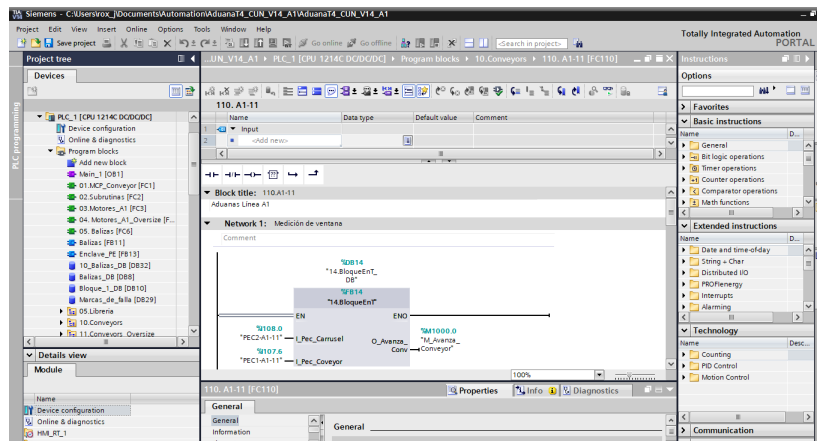 Siemens - C:\Users\rox_j\Documents\Automation\AduanaT4_CUN_V14_A1\AduanaT4_CUN_V14_A1
Project Edit View Insert Online Options Tools Window Help
Totally Integrated Automation
PORTAL
Save project Go online Go offline <Search in project>
Project tree
...UN_V14_A1 PLC_1 [CPU 1214C DC/DC/DC] Program blocks 10.Conveyors 110. A1-11 [FC110]
Instructions
Devices
Options
PLC programming
110. A1-11
Name Data type Default value Comment
1 Input
2 <Add new>
PLC_1 [CPU 1214C DC/DC/DC]
Device configuration
Online & diagnostics
Program blocks
Add new block
Main_1 [OB1]
01.MCP_Conveyor [FC1]
02.Subrutinas [FC2]
03.Motores_A1 [FC3]
04. Motores_A1_Oversize [F...
05. Balizas [FC6]
Balizas [FB11]
Enclave_PE [FB13]
10_Balizas_DB [DB32]
Balizas_DB [DB8]
Bloque_1_DB [DB10]
Marcas_de_falla [DB29]
05.Libreria
10.Conveyors
11.Conveyors Oversize
Block title: 110.A1-11
Aduanas Línea A1
Network 1: Medición de ventana
Comment
%DB14
"14.BloqueEnT_
DB"
%FB14
"14.BloqueEnT"
EN ENO
%I108.0
"PEC2-A1-11" I_Pec_Carrusel
%I107.6
"PEC1-A1-11" I_Pec_Coveyor
O_Avanza_
Conv
%M1000.0
"M_Avanza_
Conveyor"
100%
Favorites
Basic instructions
Name D...
General
Bit logic operations
Timer operations
Counter operations
Comparator operations
Math functions
Extended instructions
Name D...
Date and time-of-day
String + Char
Distributed I/O
PROFIenergy
Interrupts
Alarming
Technology
Name Desc...
Counting
PID Control
Motion Control
Communication
Details view
Module
Name
Device configuration
Online & diagnostics
HMI_RT_1
110. A1-11 [FC110]
Properties Info Diagnostics
General
General
Information
General